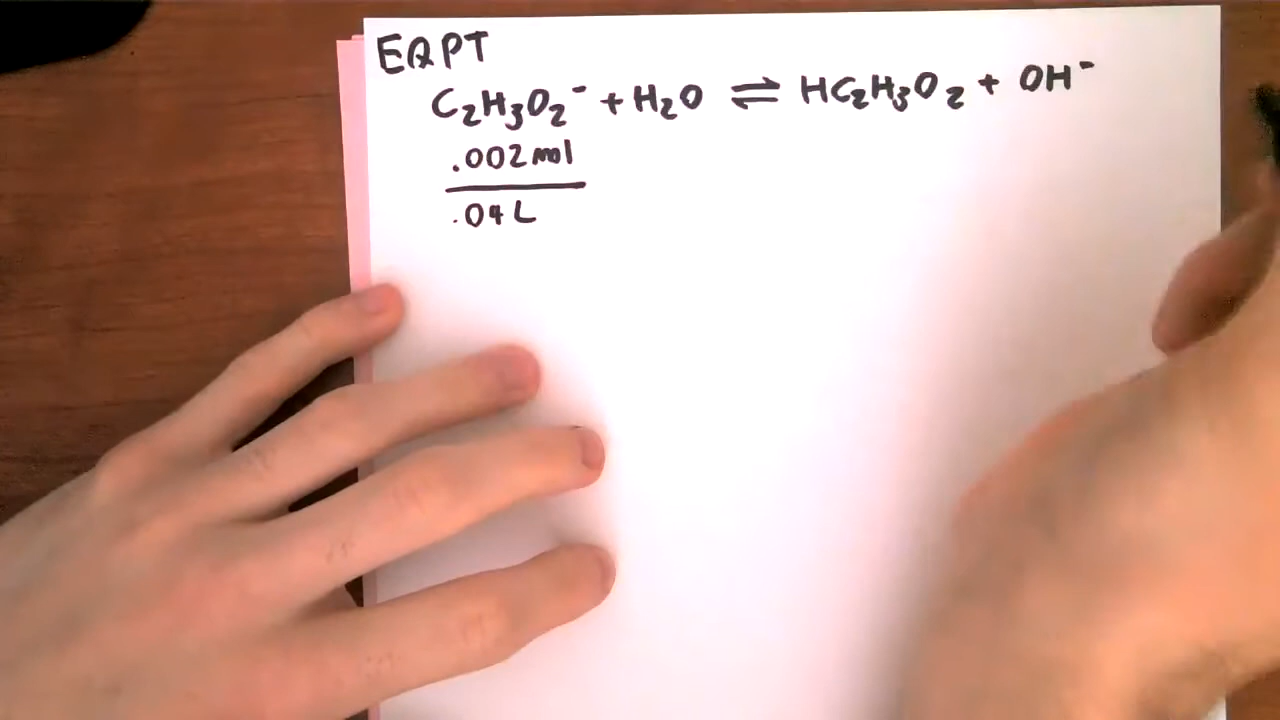 EQPT
C₂H₃O₂⁻ + H₂O ⇌ HC₂H₃O₂ + OH⁻
.002 mol
.04 L